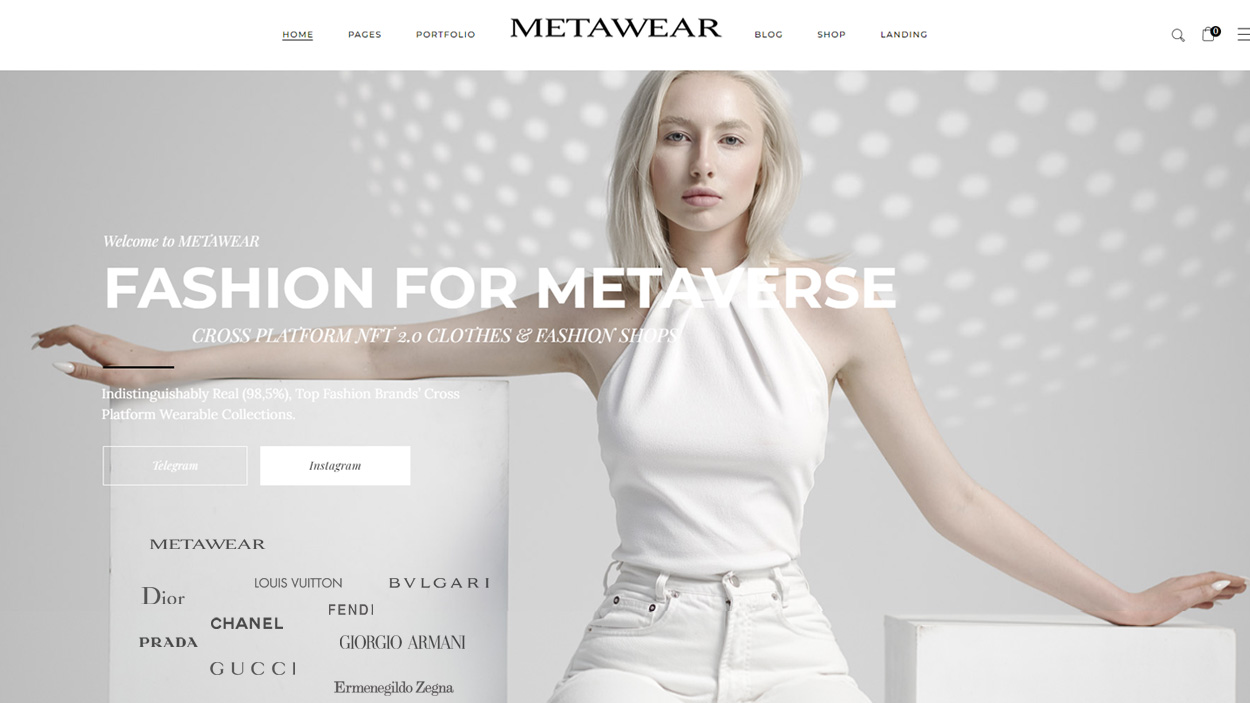 HOME PAGES PORTFOLIO METAWEAR BLOG SHOP LANDING 0
Welcome to METAWEAR
FASHION FOR METAVERSE
CROSS PLATFORM NFT 2.0 CLOTHES & FASHION SHOPS
Indistinguishably Real (98,5%), Top Fashion Brands' Cross
Platform Wearable Collections.
Telegram Instagram
METAWEAR
LOUIS VUITTON BVLGARI
Dior
FENDI
CHANEL
PRADA GIORGIO ARMANI
GUCCI
Ermenegildo Zegna